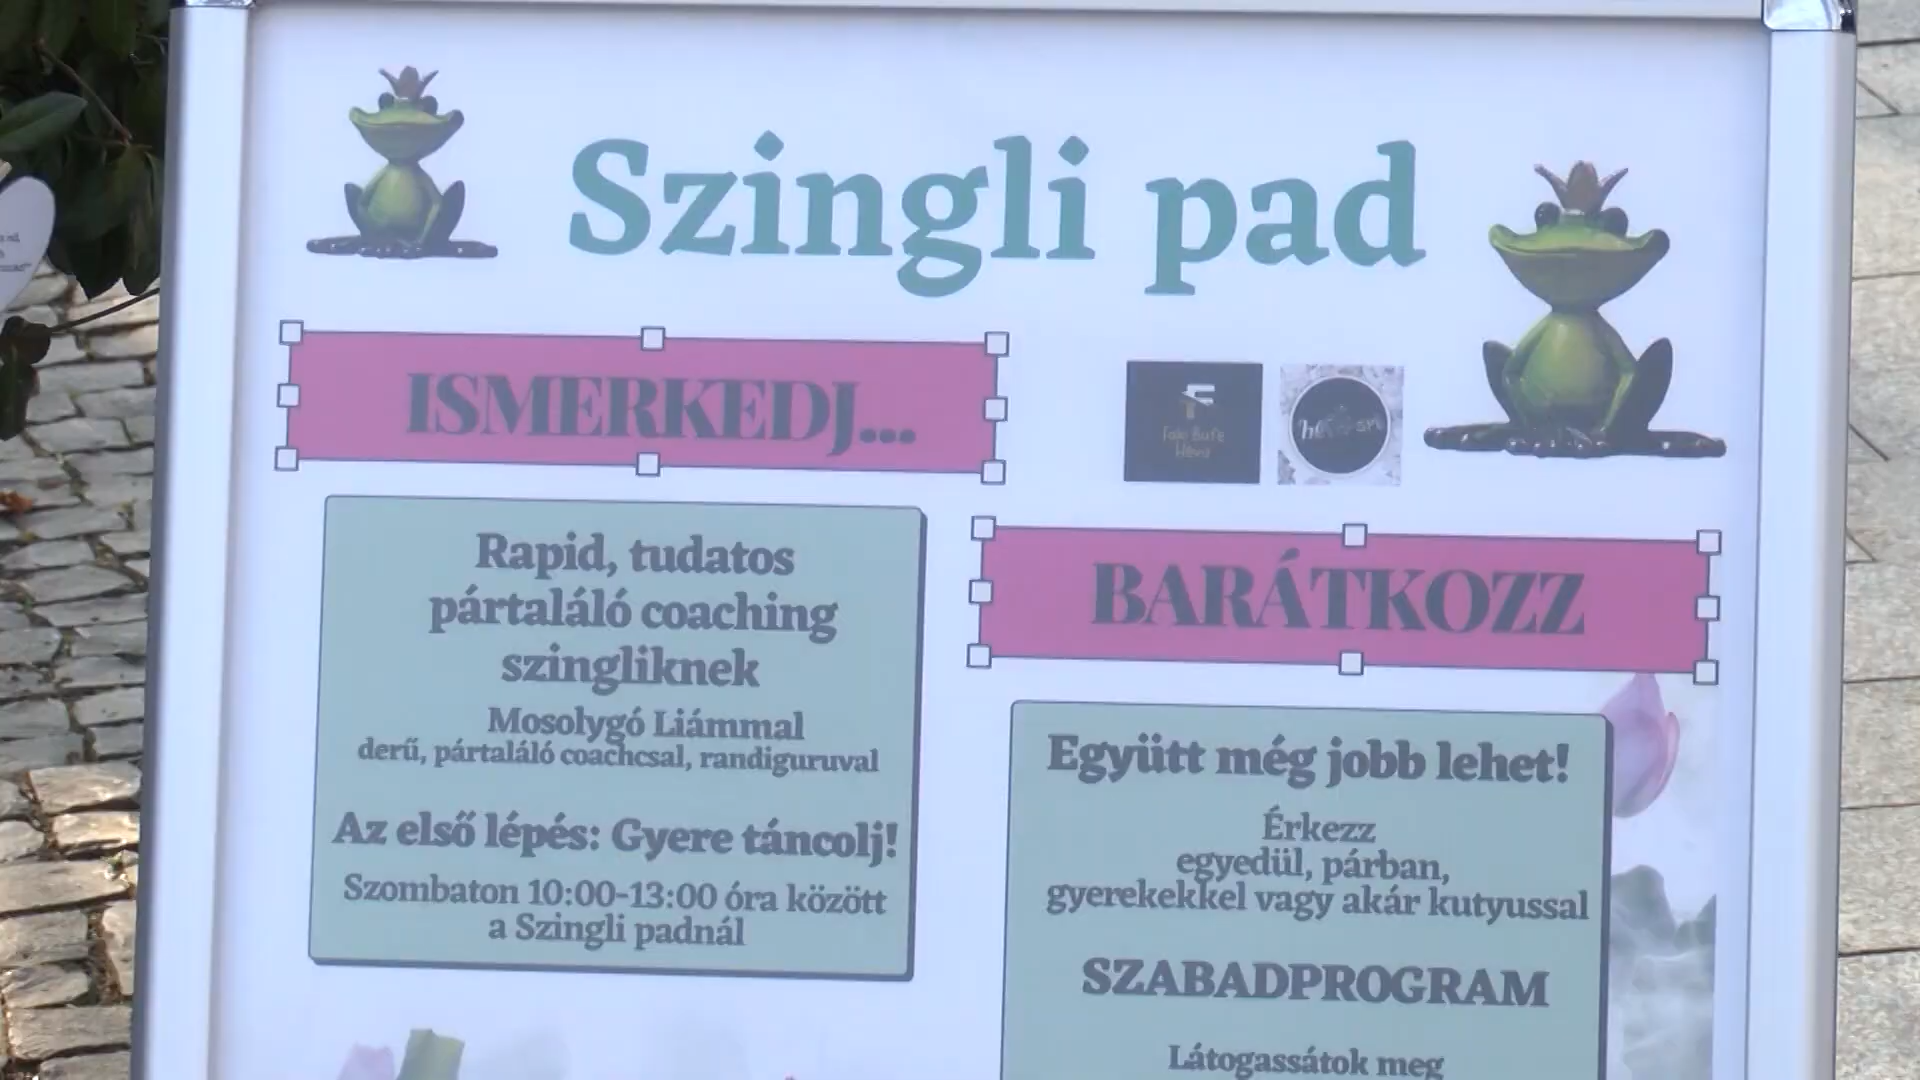 Szingli pad
ISMERKEDJ...
Rapid, tudatos
pártaláló coaching
szingliknek
Mosolygó Liámmal
derű, pártaláló coachcsal, randiguruval
Az első lépés: Gyere táncolj!
Szombaton 10:00-13:00 óra között
a Szingli padnál
BARÁTKOZZ
Együtt még jobb lehet!
Érkezz
egyedül, párban,
gyerekekkel vagy akár kutyussal
SZABADPROGRAM
Látogassátok meg